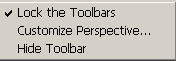 Lock the Toolbars
Customize Perspective...
Hide Toolbar